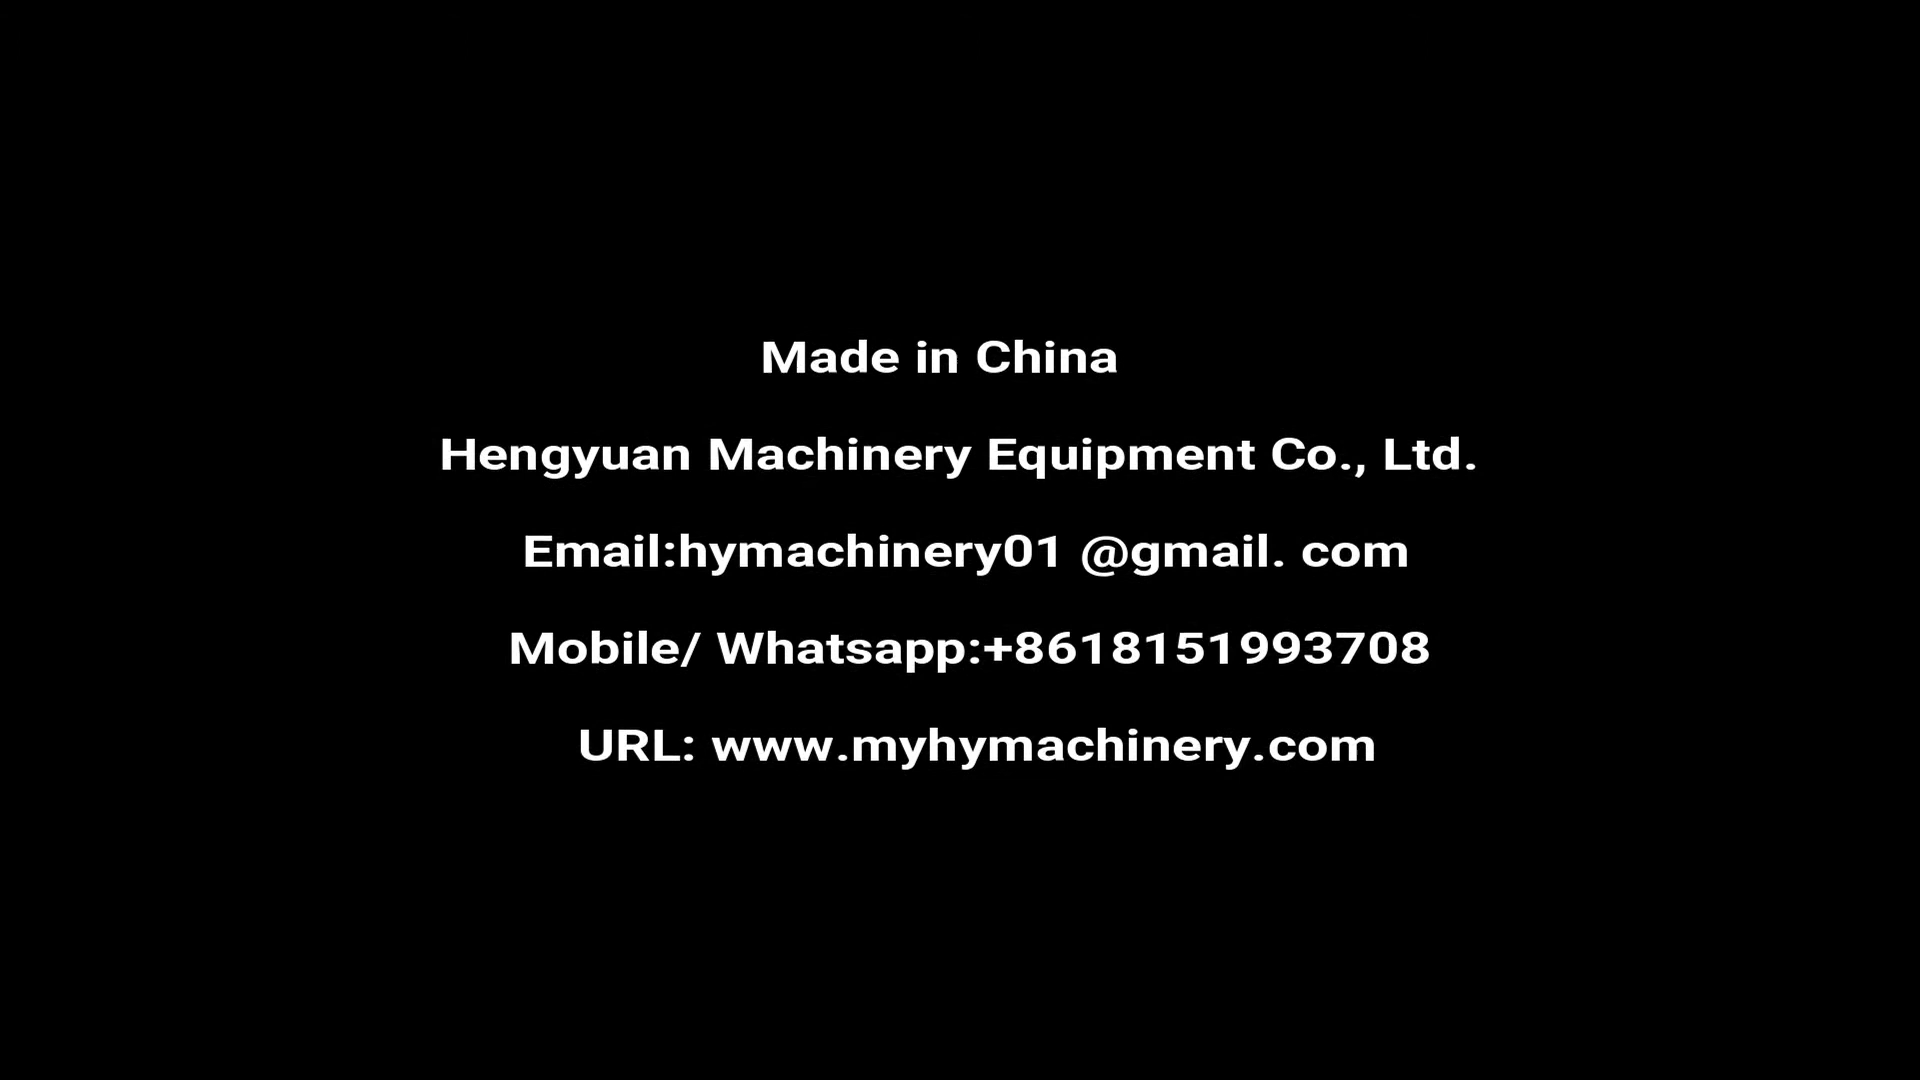 Made in China
Hengyuan Machinery Equipment Co., Ltd.
Email:hymachinery01 @gmail. com
Mobile/ Whatsapp:+8618151993708
URL: www.myhymachinery.com